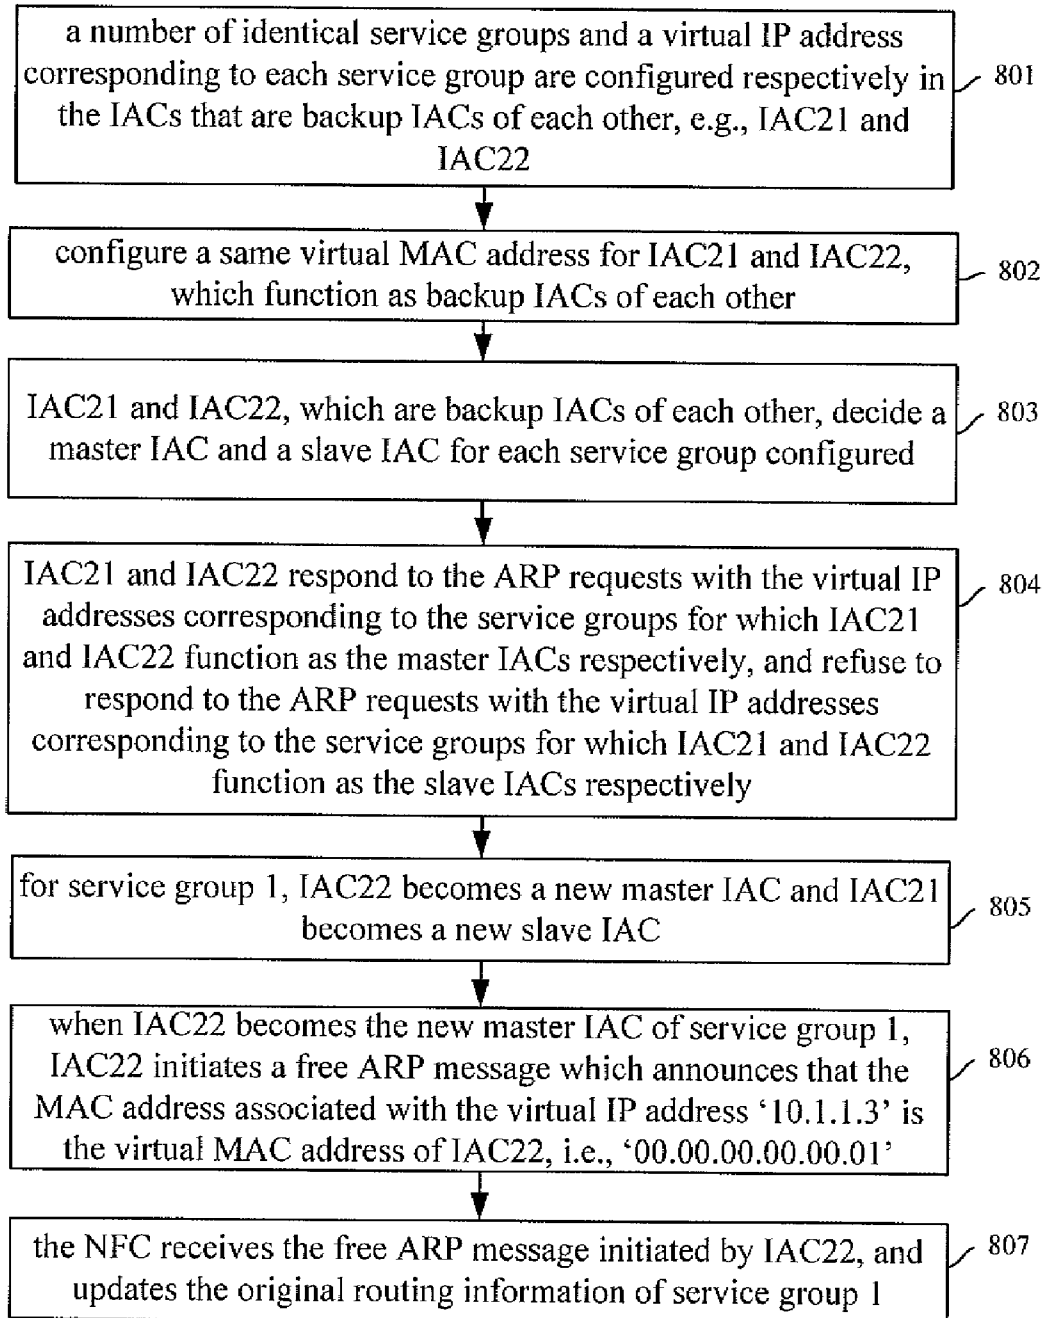 a number of identical service groups and a virtual IP address
corresponding to each service group are configured respectively in
the IACs that are backup IACs of each other, e.g., IAC21 and
IAC22
801
configure a same virtual MAC address for IAC21 and IAC22,
which function as backup IACs of each other
802
IAC21 and IAC22, which are backup IACs of each other, decide a
master IAC and a slave IAC for each service group configured
803
IAC21 and IAC22 respond to the ARP requests with the virtual IP
addresses corresponding to the service groups for which IAC21
and IAC22 function as the master IACs respectively, and refuse to
respond to the ARP requests with the virtual IP addresses
corresponding to the service groups for which IAC21 and IAC22
function as the slave IACs respectively
804
for service group 1, IAC22 becomes a new master IAC and IAC21
becomes a new slave IAC
805
when IAC22 becomes the new master IAC of service group 1,
IAC22 initiates a free ARP message which announces that the
MAC address associated with the virtual IP address ‘10.1.1.3’ is
the virtual MAC address of IAC22, i.e., ‘00.00.00.00.00.01’
806
the NFC receives the free ARP message initiated by IAC22, and
updates the original routing information of service group 1
807